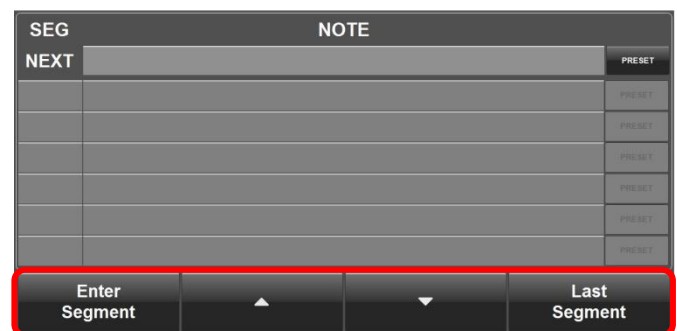 SEG NOTE
NEXT PRESET
PRESET
PRESET
PRESET
PRESET
PRESET
PRESET
Enter Segment ▲ ▼ Last Segment